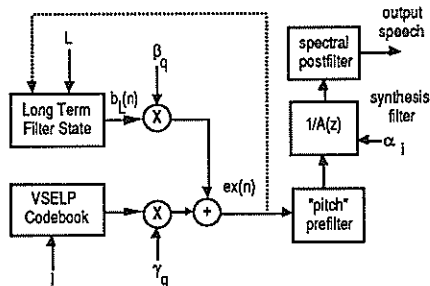 output
speech
L
β
q
spectral
postfilter
Long Term
Filter State
b (n)
L
X
synthesis
filter
1/A(z)
α
i
VSELP
Codebook
X
+
ex(n)
"pitch"
prefilter
I
γ
q